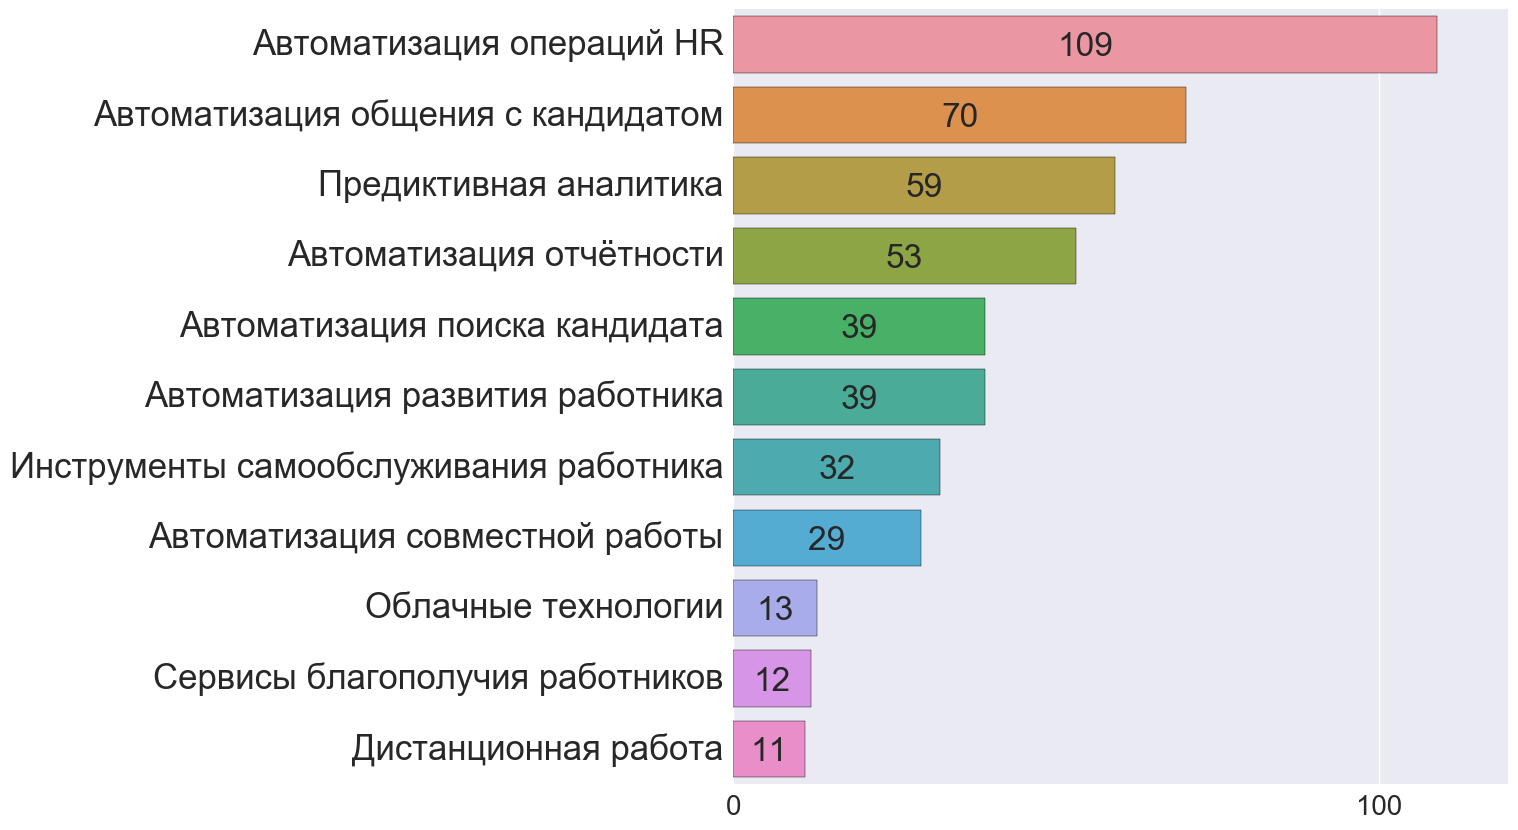 Автоматизация операций HR
109
Автоматизация общения с кандидатом
70
Предиктивная аналитика
59
Автоматизация отчётности
53
Автоматизация поиска кандидата
39
Автоматизация развития работника
39
Инструменты самообслуживания работника
32
Автоматизация совместной работы
29
Облачные технологии
13
Сервисы благополучия работников
12
Дистанционная работа
11
0
100